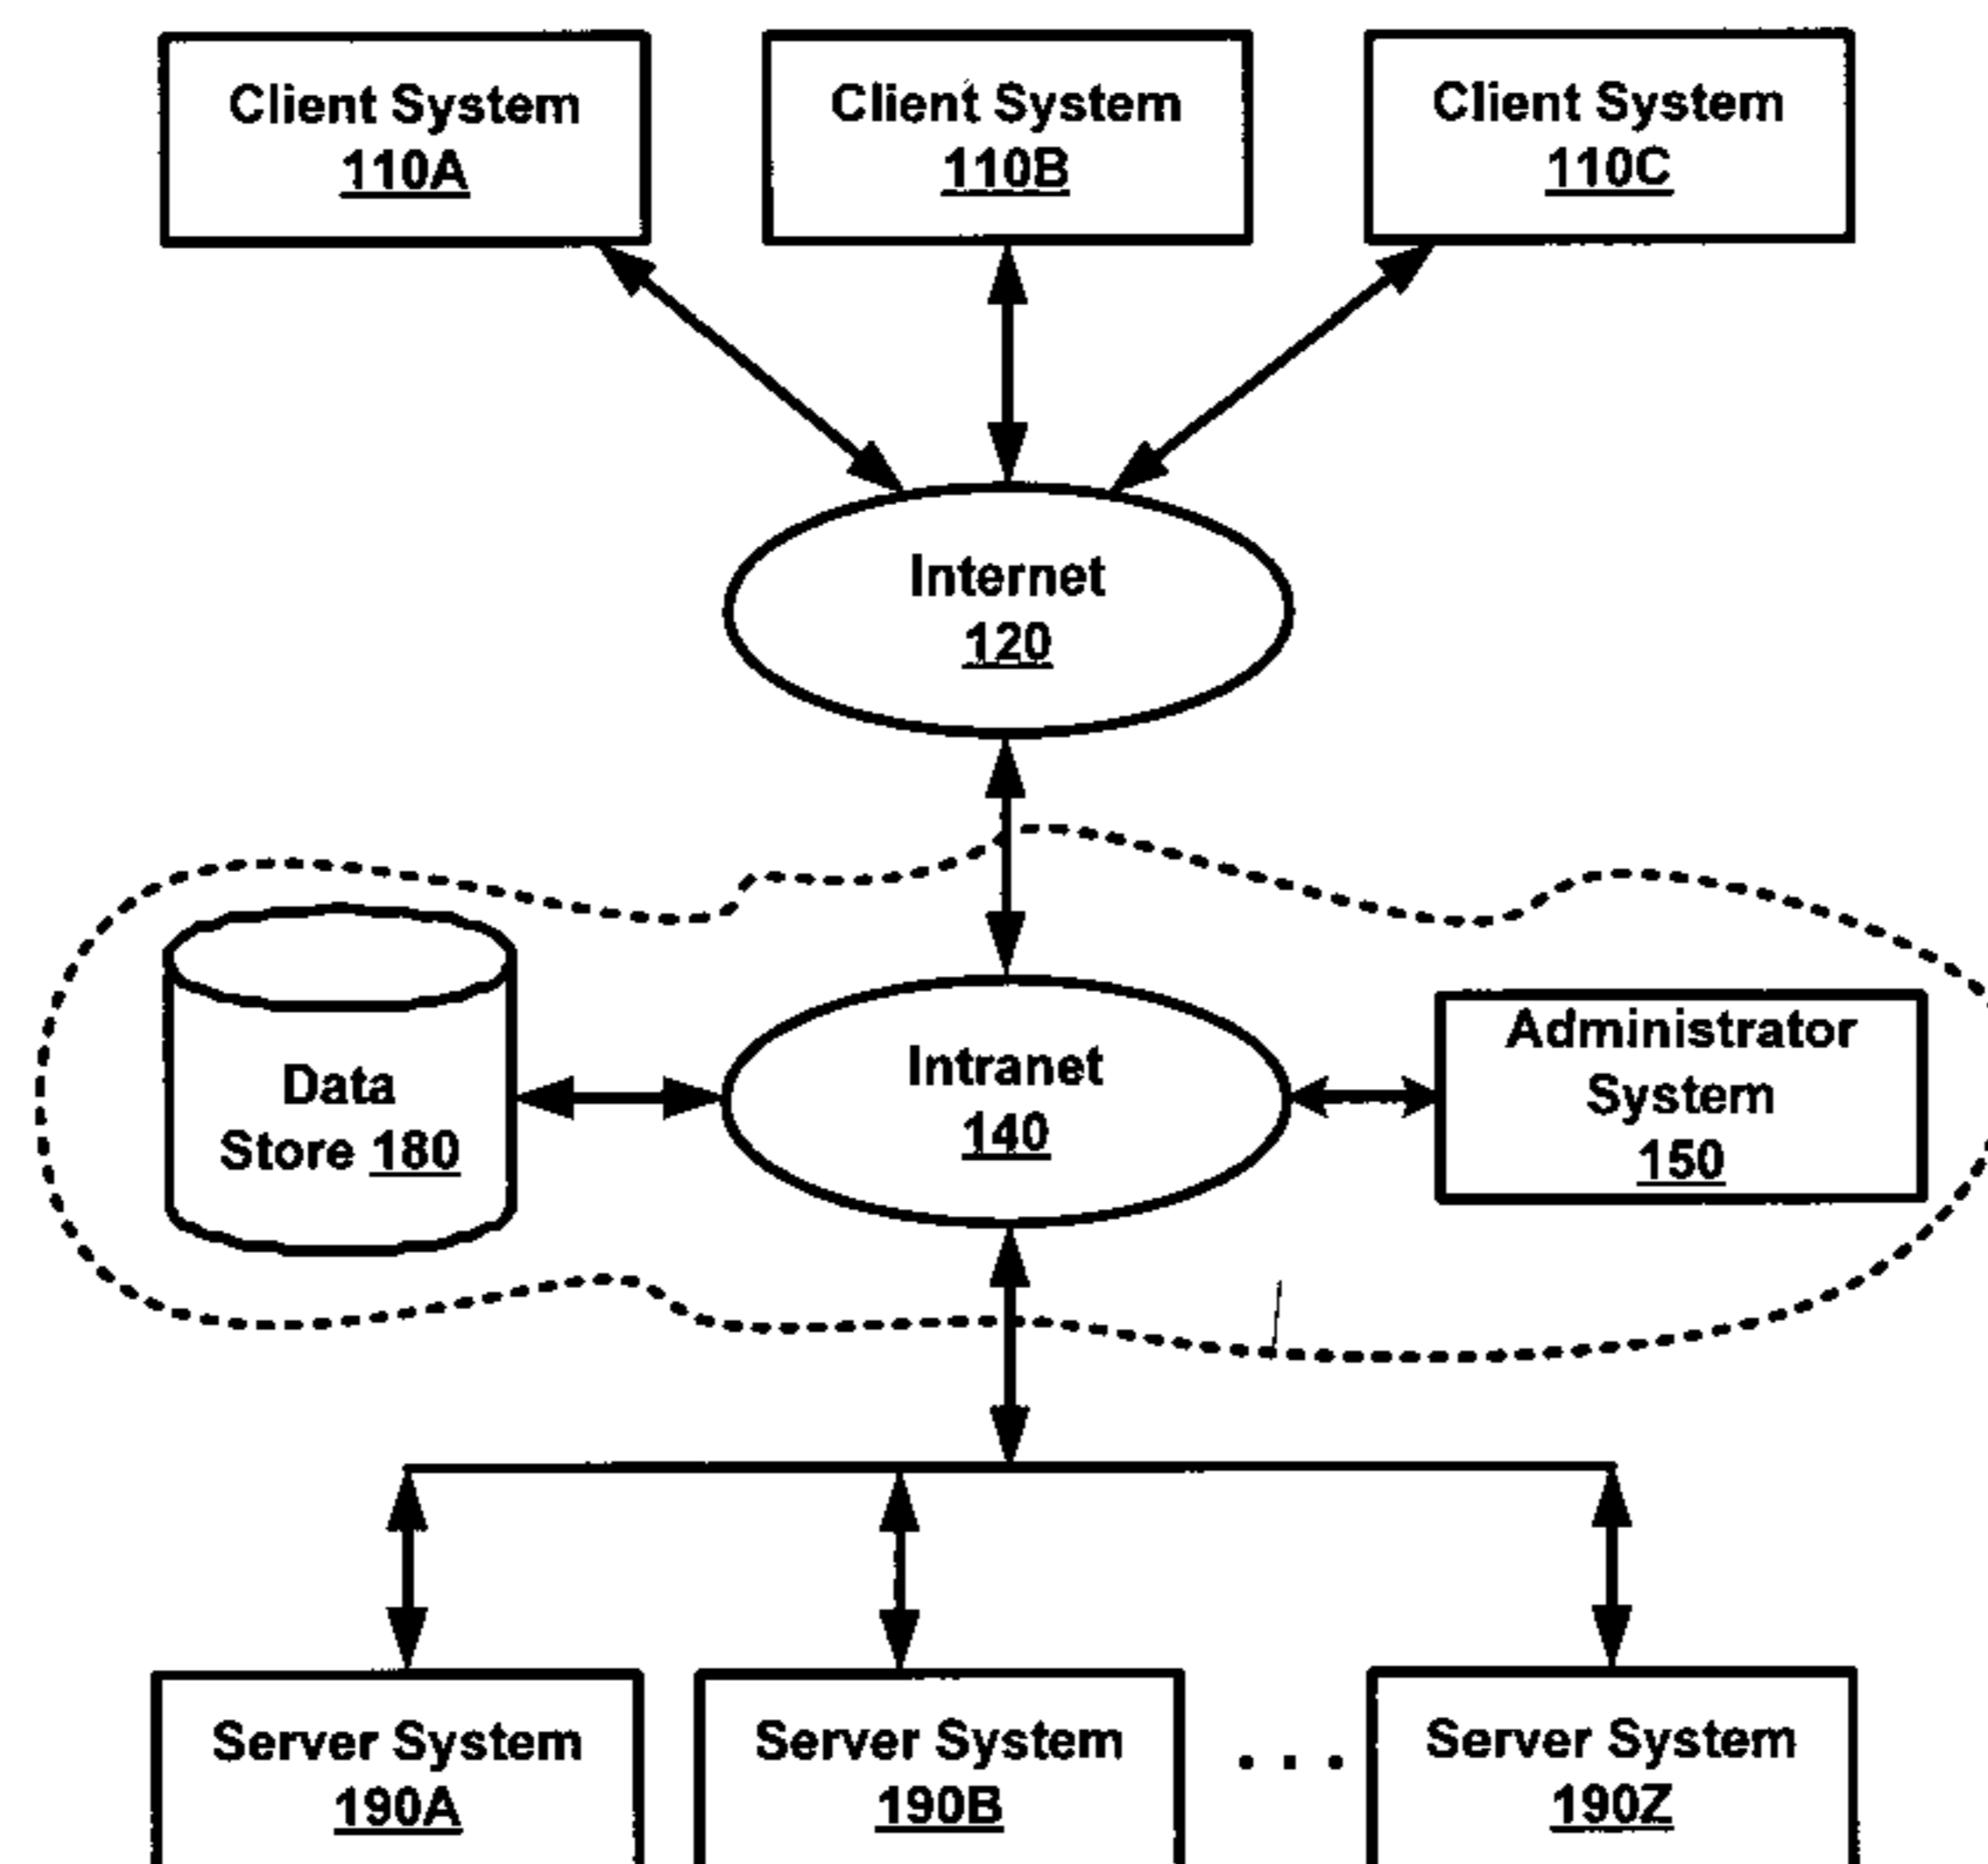 Client System
110A
Client System
110B
Client System
110C
Internet
120
Data
Store 180
Intranet
140
Administrator
System
150
Server System
190A
Server System
190B
. . .
Server System
190Z